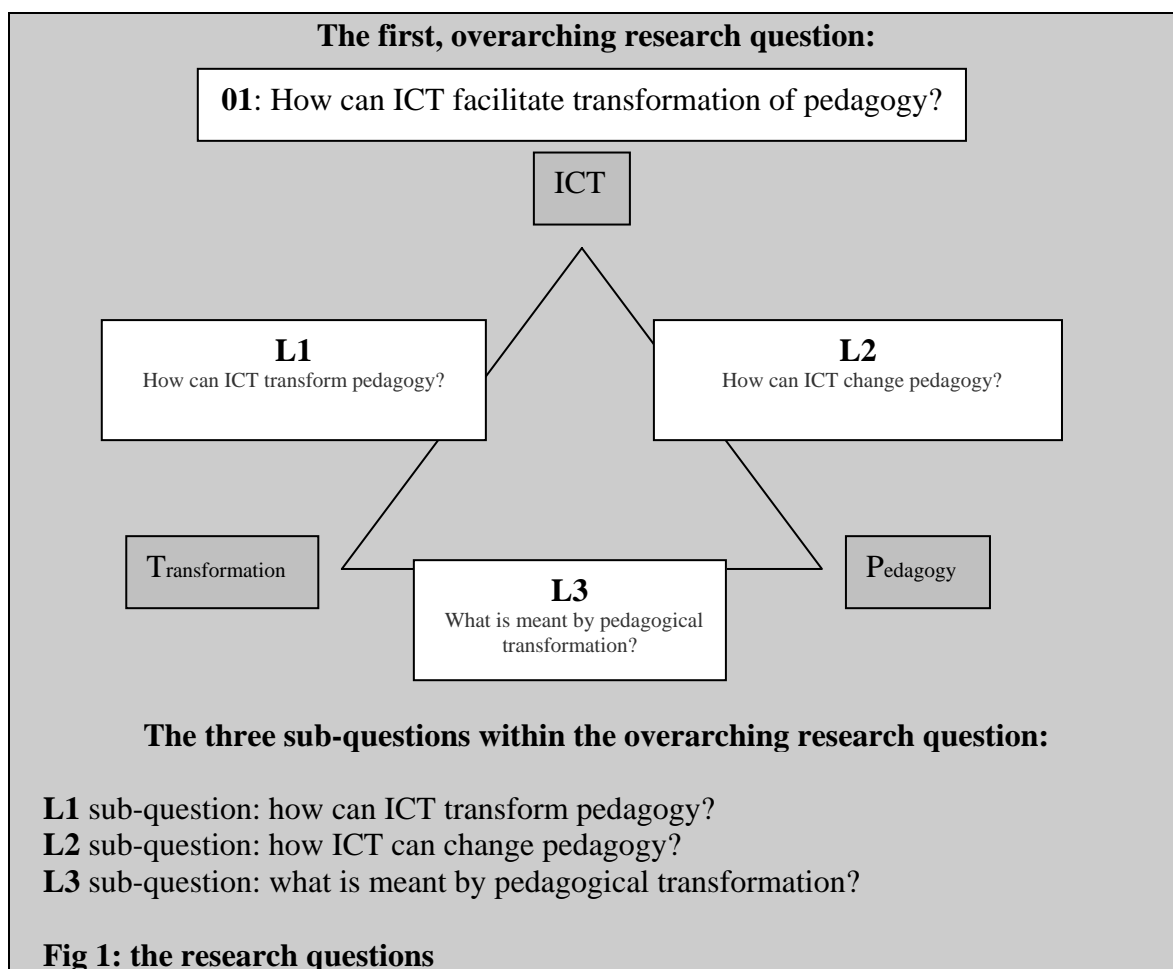 The first, overarching research question:
01: How can ICT facilitate transformation of pedagogy?
ICT
L1
How can ICT transform pedagogy?
L2
How can ICT change pedagogy?
Transformation
Pedagogy
L3
What is meant by pedagogical
transformation?
The three sub-questions within the overarching research question:
L1 sub-question: how can ICT transform pedagogy?
L2 sub-question: how ICT can change pedagogy?
L3 sub-question: what is meant by pedagogical transformation?
Fig 1: the research questions